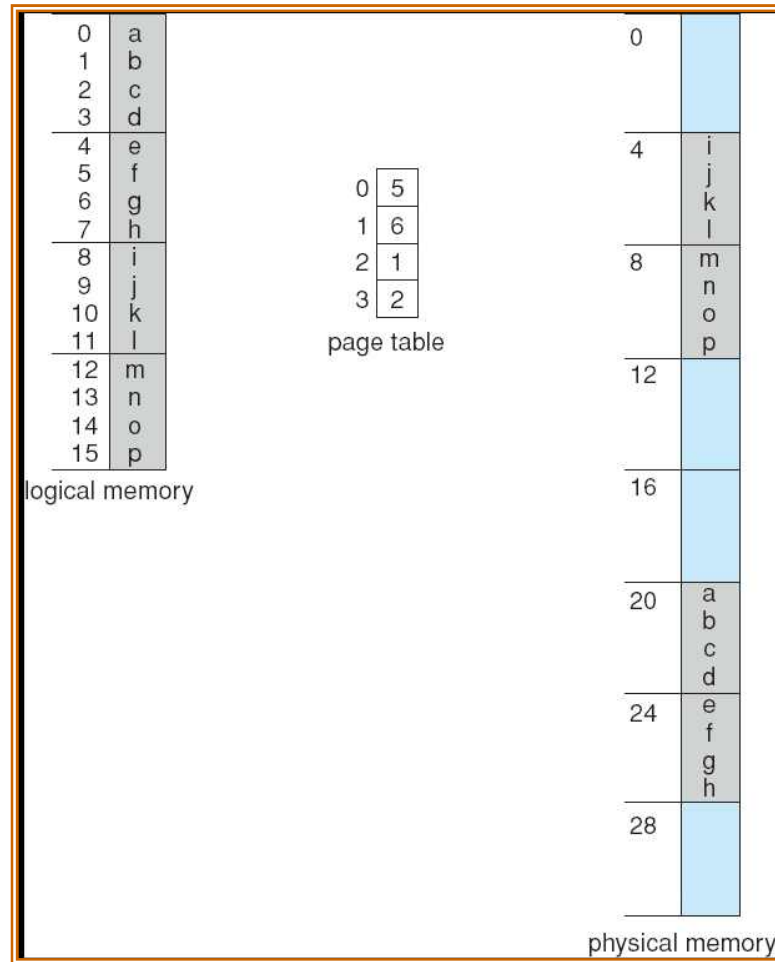 0 a
1 b
2 c
3 d
4 e
5 f
6 g
7 h
8 i
9 j
10 k
11 l
12 m
13 n
14 o
15 p
logical memory
0 5
1 6
2 1
3 2
page table
0
4 i
j
k
l
8 m
n
o
p
12
16
20 a
b
c
d
24 e
f
g
h
28
physical memory